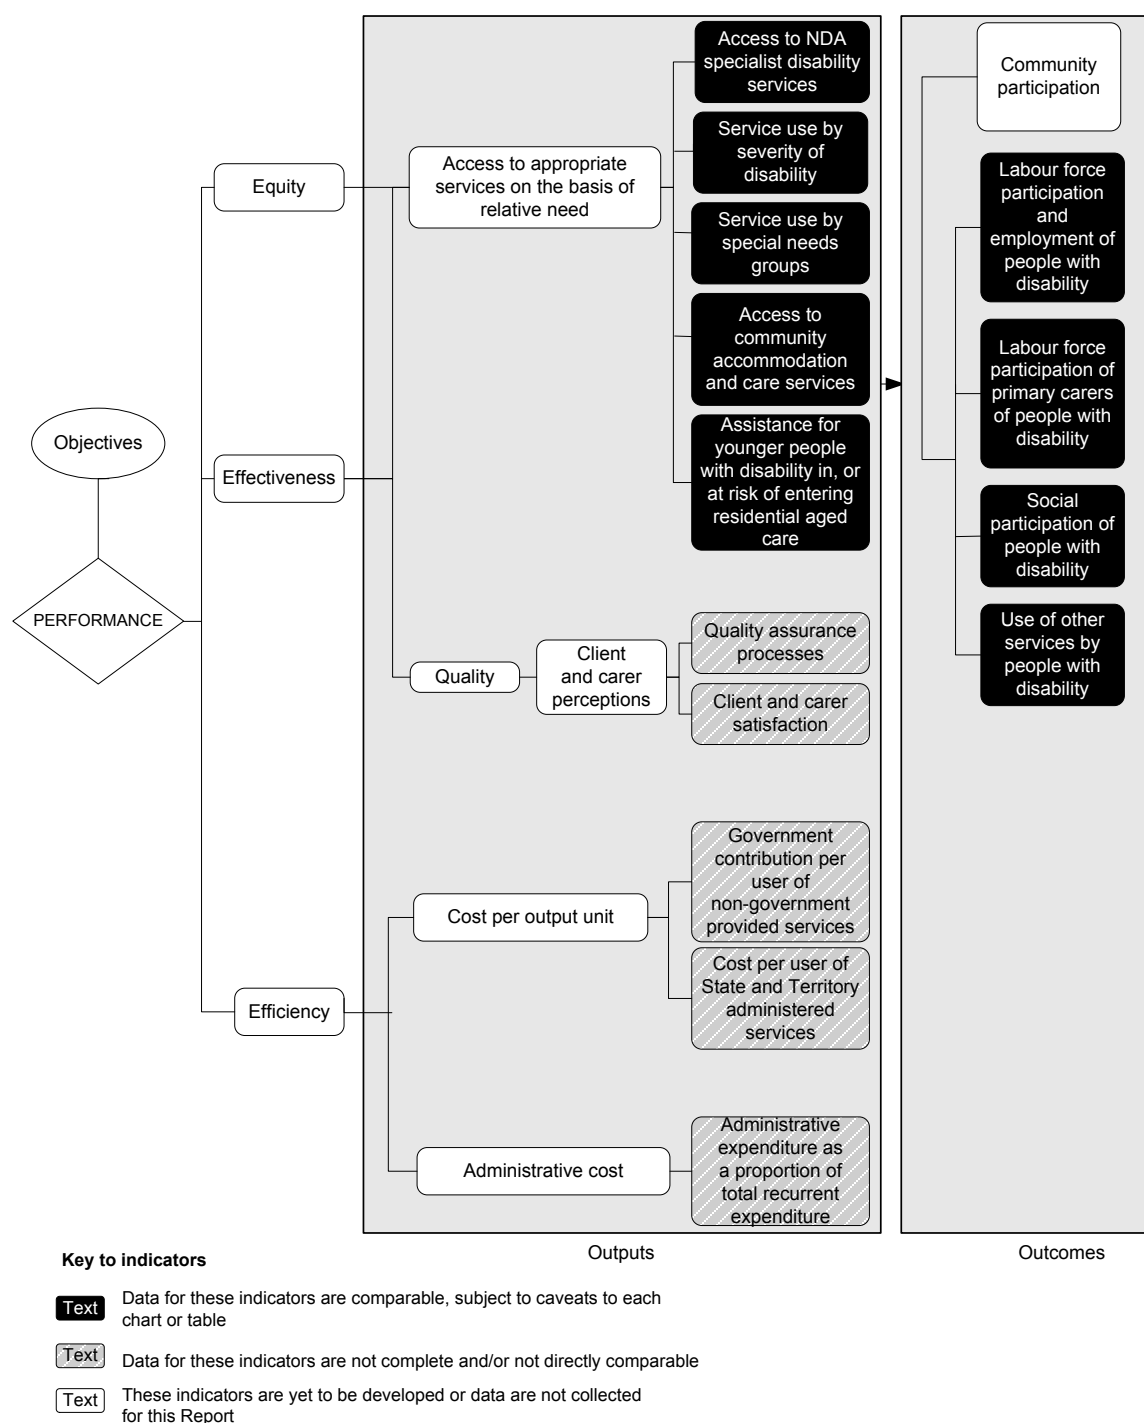 Objectives
PERFORMANCE
Equity
Effectiveness
Efficiency
Access to appropriate
services on the basis of
relative need
Quality
Client
and carer
perceptions
Cost per output unit
Administrative cost
Access to NDA
specialist disability
services
Service use by
severity of
disability
Service use by
special needs
groups
Access to
community
accommodation
and care services
Assistance for
younger people
with disability in, or
at risk of entering
residential aged
care
Quality assurance
processes
Client and carer
satisfaction
Government
contribution per
user of
non-government
provided services
Cost per user of
State and Territory
administered
services
Administrative
expenditure as
a proportion of
total recurrent
expenditure
Outputs
Community
participation
Labour force
participation
and
employment of
people with
disability
Labour force
participation of
primary carers
of people with
disability
Social
participation of
people with
disability
Use of other
services by
people with
disability
Outcomes
Key to indicators
Text
Data for these indicators are comparable, subject to caveats to each
chart or table
Text
Data for these indicators are not complete and/or not directly comparable
Text
These indicators are yet to be developed or data are not collected
for this Report